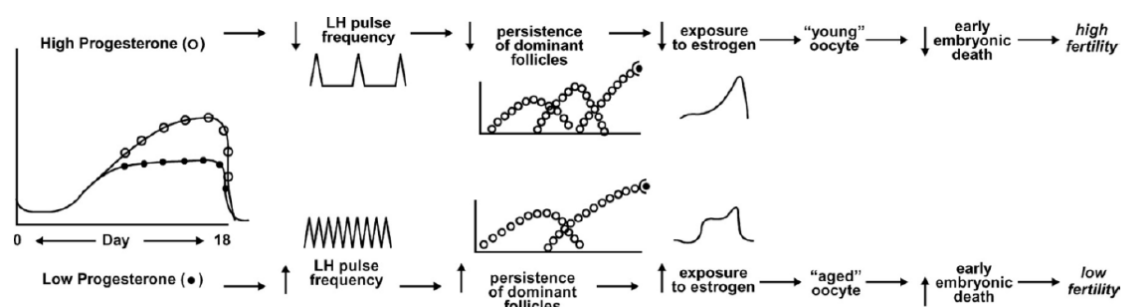 High Progesterone (O)
LH pulse
frequency
persistence
of dominant
follicles
exposure
to estrogen
“young”
oocyte
early
embryonic
death
high
fertility
0
Day
18
Low Progesterone (●)
LH pulse
frequency
persistence
of dominant
follicles
exposure
to estrogen
“aged”
oocyte
early
embryonic
death
low
fertility